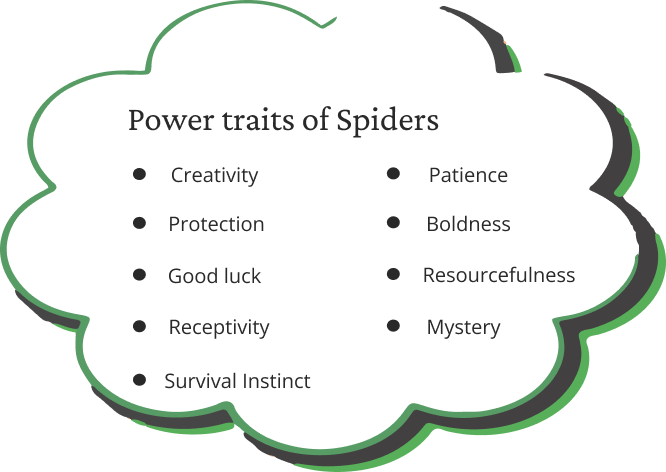 Power traits of Spiders
Creativity
Protection
Good luck
Receptivity
Survival Instinct
Patience
Boldness
Resourcefulness
Mystery